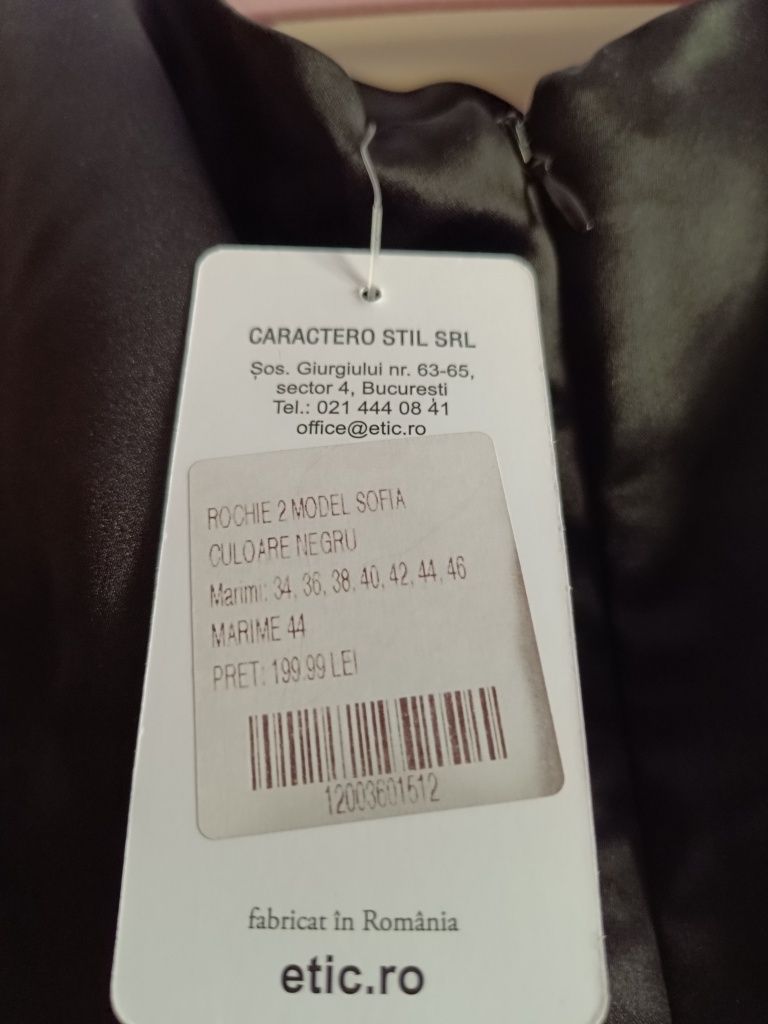 CARACTERO STIL SRL
Șos. Giurgiului nr. 63-65,
sector 4, București
Tel.: 021 444 08 41
office@etic.ro
ROCHIE 2 MODEL SOFIA
CULOARE NEGRU
Marimi: 34, 36, 38, 40, 42, 44, 46
MARIME 44
PRET: 199.99 LEI
12003601512
fabricat în România
etic.ro